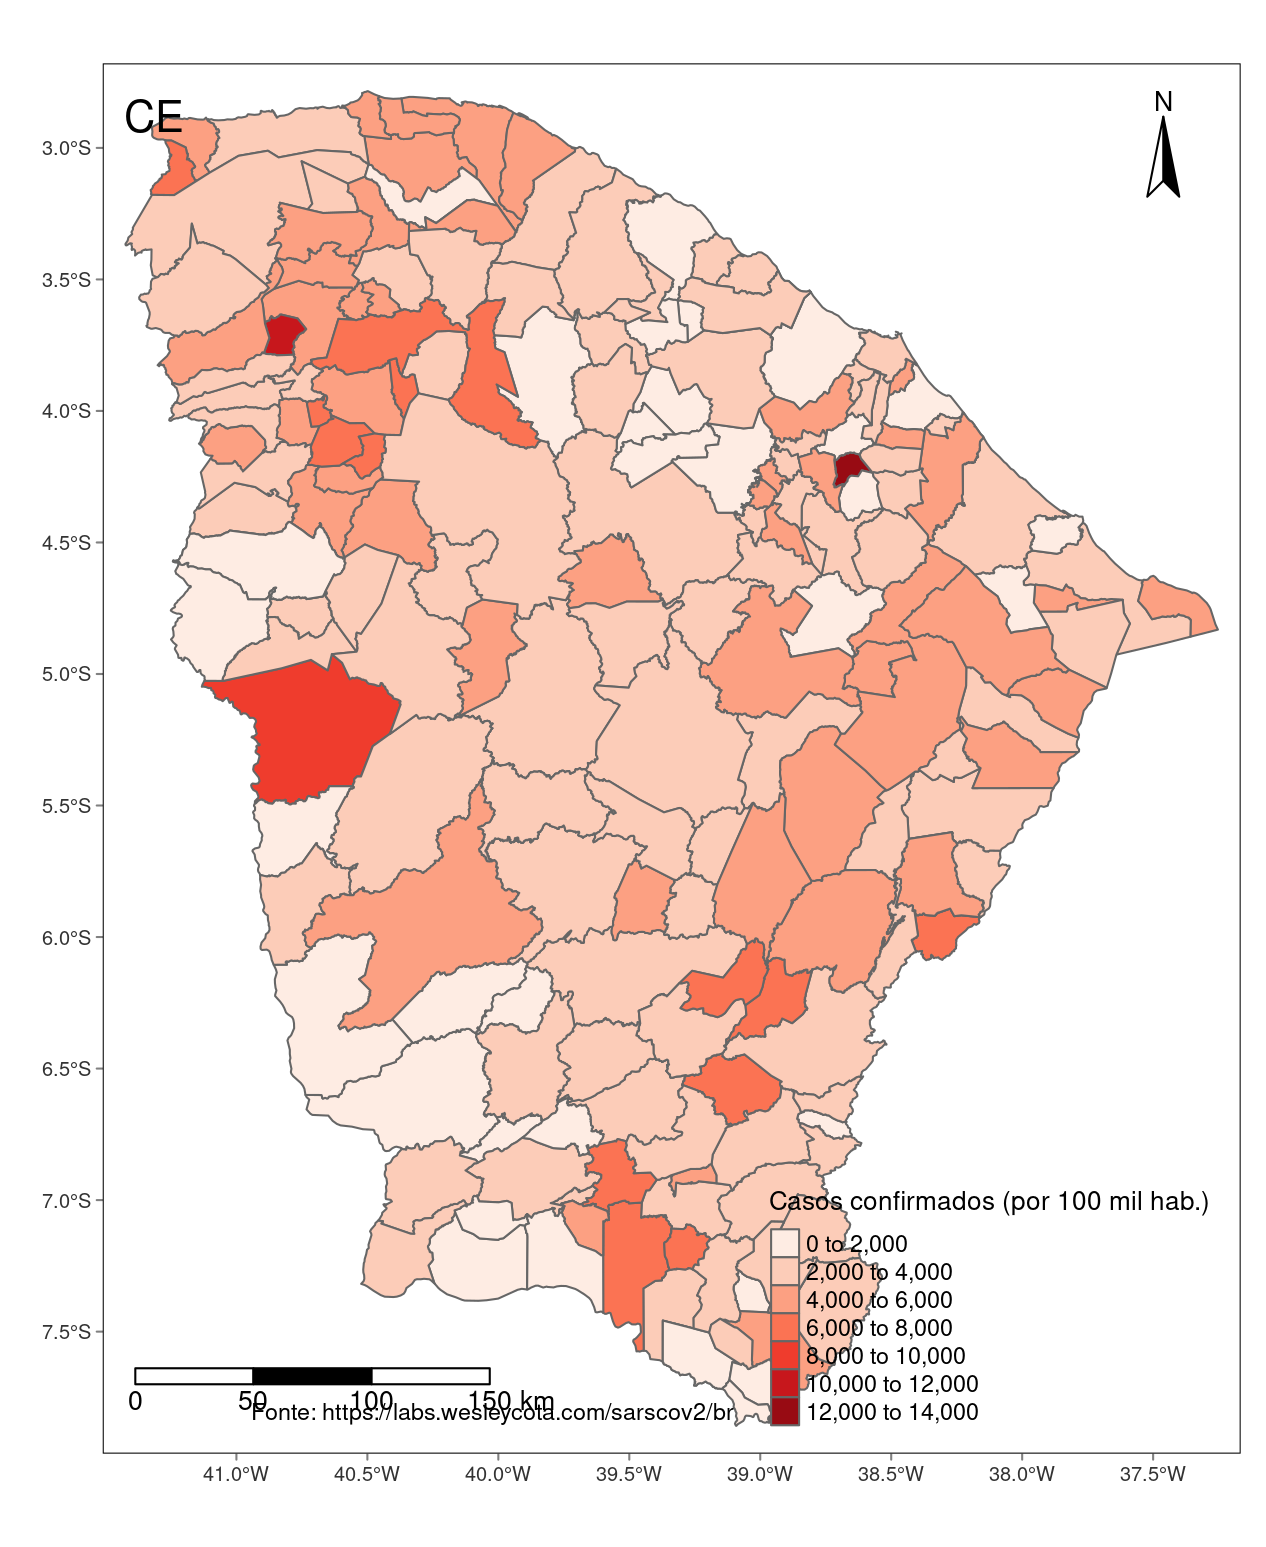 CE
N
3.0°S
3.5°S
4.0°S
4.5°S
5.0°S
5.5°S
6.0°S
6.5°S
7.0°S
7.5°S
Casos confirmados (por 100 mil hab.)
0 to 2,000
2,000 to 4,000
4,000 to 6,000
6,000 to 8,000
8,000 to 10,000
10,000 to 12,000
12,000 to 14,000
0 50 100 150 km
Fonte: https://labs.wesleycota.com/sarscov2/br
41.0°W 40.5°W 40.0°W 39.5°W 39.0°W 38.5°W 38.0°W 37.5°W